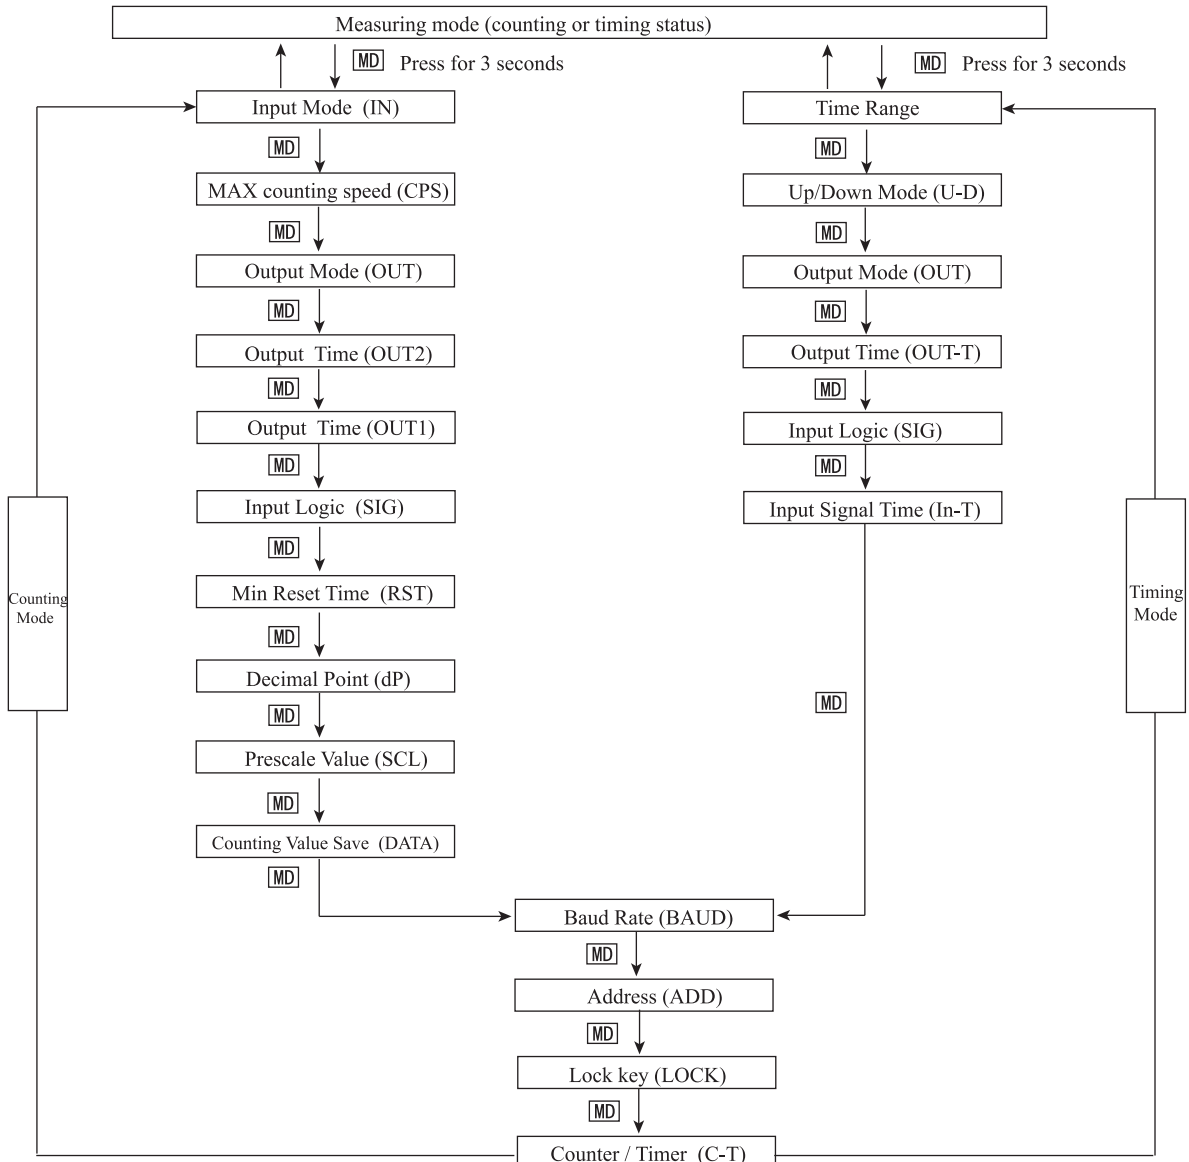 Measuring mode (counting or timing status)
MD Press for 3 seconds
MD Press for 3 seconds
Input Mode (IN)
MD
MAX counting speed (CPS)
MD
Output Mode (OUT)
MD
Output Time (OUT2)
MD
Output Time (OUT1)
MD
Input Logic (SIG)
MD
Min Reset Time (RST)
MD
Decimal Point (dP)
MD
Prescale Value (SCL)
MD
Counting Value Save (DATA)
MD
Time Range
MD
Up/Down Mode (U-D)
MD
Output Mode (OUT)
MD
Output Time (OUT-T)
MD
Input Logic (SIG)
MD
Input Signal Time (In-T)
MD
Counting
Mode
Timing
Mode
Baud Rate (BAUD)
MD
Address (ADD)
MD
Lock key (LOCK)
MD
Counter / Timer (C-T)